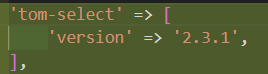 'tom-select' => [
    'version' => '2.3.1',
],